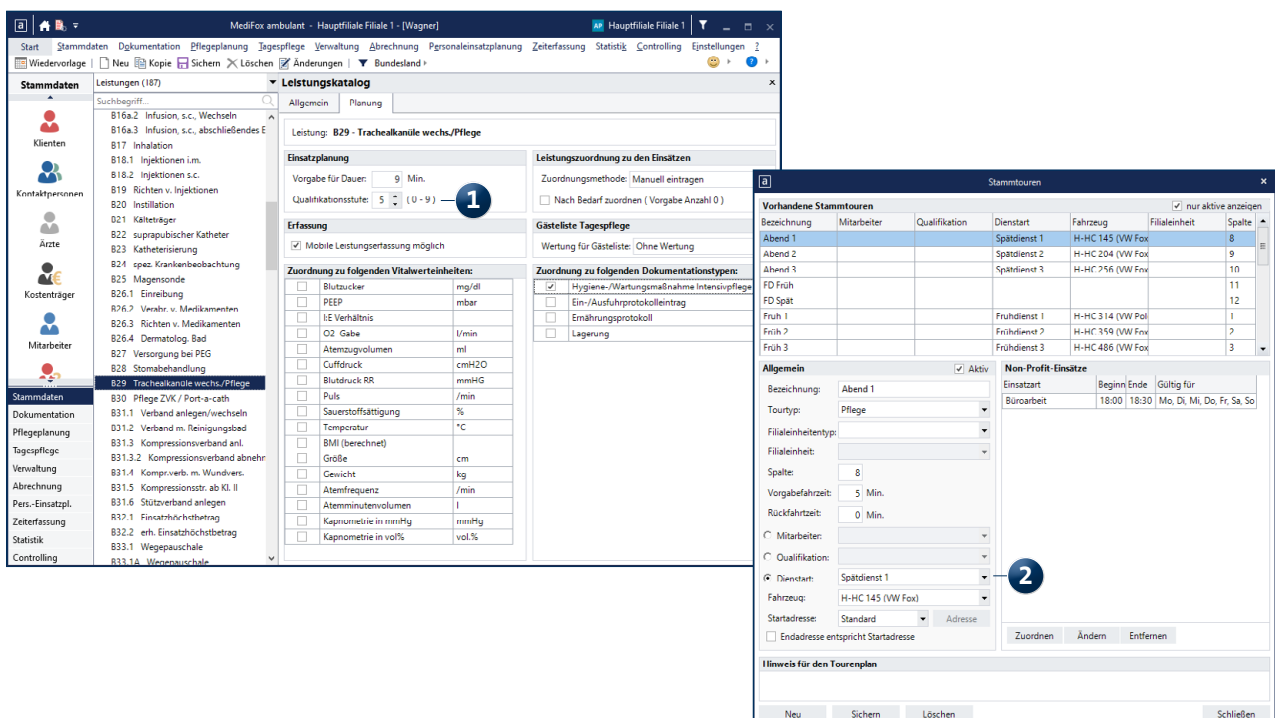 a
MediFox ambulant - Hauptfiliale Filiale 1 - [Wagner]
AP Hauptfiliale Filiale 1
Start Stammdaten Dokumentation Pflegeplanung Tagespflege Verwaltung Abrechnung Personaleinsatzplanung Zeiterfassung Statistik Controlling Einstellungen ?
Wiedervorlage Neu Kopie Sichern Löschen Änderungen Bundesland
Stammdaten
Klienten
Kontaktpersonen
Ärzte
Kostenträger
Mitarbeiter
Stammdaten
Dokumentation
Pflegeplanung
Tagespflege
Verwaltung
Abrechnung
Pers.-Einsatzpl.
Zeiterfassung
Statistik
Controlling
Leistungen (187)
Suchbegriff...
B16a.2 Infusion, s.c., Wechseln
B16a.3 Infusion, s.c., abschließendes E
B17 Inhalation
B18.1 Injektionen i.m.
B18.2 Injektionen s.c.
B19 Richten v. Injektionen
B20 Instillation
B21 Kälteträger
B22 suprapubischer Katheter
B23 Katheterisierung
B24 spez. Krankenbeobachtung
B25 Magensonde
B26.1 Einreibung
B26.2 Verabr. v. Medikamenten
B26.3 Richten v. Medikamenten
B26.4 Dermatolog. Bad
B27 Versorgung bei PEG
B28 Stomabehandlung
B29 Trachealkanüle wechs./Pflege
B30 Pflege ZVK / Port-a-cath
B31.1 Verband anlegen/wechseln
B31.2 Verband m. Reinigungsbad
B31.3 Kompressionsverband anl.
B31.3.2 Kompressionsverband abnehr
B31.4 Kompr.verb. m. Wundvers.
B31.5 Kompressionsstr. ab Kl. II
B31.6 Stützverband anlegen
B32.1 Einsatzhöchstbetrag
B32.2 erh. Einsatzhöchstbetrag
B33.1 Wegepauschale
B33.1A Wegepauschale
Leistungskatalog x
Allgemein Planung
Leistung: B29 - Trachealkanüle wechs./Pflege
Einsatzplanung
Vorgabe für Dauer: 9 Min.
Qualifikationsstufe: 5 ( 0 - 9 )
1
Erfassung
Mobile Leistungserfassung möglich
Zuordnung zu folgenden Vitalwerteinheiten:
Blutzucker mg/dl
PEEP mbar
I:E Verhältnis
O2 Gabe l/min
Atemzugvolumen ml
Cuffdruck cmH2O
Blutdruck RR mmHG
Puls /min
Sauerstoffsättigung %
Temperatur °C
BMI (berechnet)
Größe cm
Gewicht kg
Atemfrequenz /min
Atemminutenvolumen l
Kapnometrie in mmHg mmHg
Kapnometrie in vol% vol.%
Leistungszuordnung zu den Einsätzen
Zuordnungsmethode: Manuell eintragen
Nach Bedarf zuordnen ( Vorgabe Anzahl 0 )
Gästeliste Tagespflege
Wertung für Gästeliste: Ohne Wertung
Zuordnung zu folgenden Dokumentationstypen:
Hygiene-/Wartungsmaßnahme Intensivpflege
Ein-/Ausfuhrprotokolleintrag
Ernährungsprotokoll
Lagerung
a Stammtouren x
Vorhandene Stammtouren nur aktive anzeigen
Bezeichnung Mitarbeiter Qualifikation Dienstart Fahrzeug Filialeinheit Spalte
Abend 1 Spätdienst 1 H-HC 145 (VW Fox 8
Abend 2 Spätdienst 2 H-HC 204 (VW Fox 9
Abend 3 Spätdienst 3 H-HC 256 (VW Fox 10
FD Früh 11
FD Spät 12
Früh 1 Frühdienst 1 H-HC 314 (VW Pol 1
Früh 2 Frühdienst 2 H-HC 359 (VW Fox 2
Früh 3 Frühdienst 3 H-HC 486 (VW Fox 3
Allgemein Aktiv
Bezeichnung: Abend 1
Tourtyp: Pflege
Filialeinheitentyp:
Filialeinheit:
Spalte: 8
Vorgabefahrzeit: 5 Min.
Rückfahrtzeit: 0 Min.
Mitarbeiter:
Qualifikation:
Dienstart: Spätdienst 1
2
Fahrzeug: H-HC 145 (VW Fox)
Startadresse: Standard Adresse
Endadresse entspricht Startadresse
Non-Profit-Einsätze
Einsatzart Beginn Ende Gültig für
Büroarbeit 18:00 18:30 Mo, Di, Mi, Do, Fr, Sa, So
Zuordnen Ändern Entfernen
Hinweis für den Tourenplan
Neu Sichern Löschen Schließen